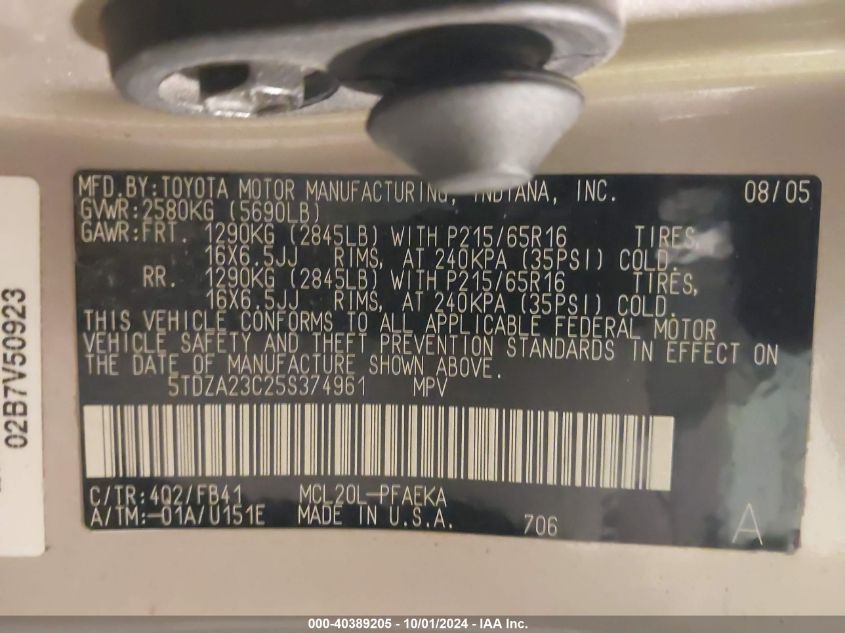 MFD.BY:TOYOTA MOTOR MANUFACTURING, INDIANA, INC. 08/05
GVWR:2580KG (5690LB)
GAWR:FRT. 1290KG (2845LB) WITH P215/65R16 TIRES,
16X6.5JJ RIMS, AT 240KPA (35PSI) COLD.
RR. 1290KG (2845LB) WITH P215/65R16 TIRES,
16X6.5JJ RIMS, AT 240KPA (35PSI) COLD.
THIS VEHICLE CONFORMS TO ALL APPLICABLE FEDERAL MOTOR
VEHICLE SAFETY AND THEFT PREVENTION STANDARDS IN EFFECT ON
THE DATE OF MANUFACTURE SHOWN ABOVE.
5TDZA23C25S374961 MPV
C/TR:4Q2/FB41 MCL20L-PFAEKA
A/TM:-01A/U151E MADE IN U.S.A. 706 A
02B7V50923
000-40389205 - 10/01/2024 - IAA Inc.